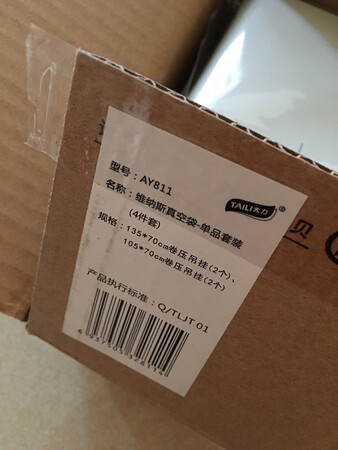 型号：AY811
TAILI太力®
名称：维纳斯真空袋-单品套装
(4件套)
规格：135*70cm卷压吊挂(2个)、
105*70cm卷压吊挂(2个)
产品执行标准：Q/TLJT 01
贝